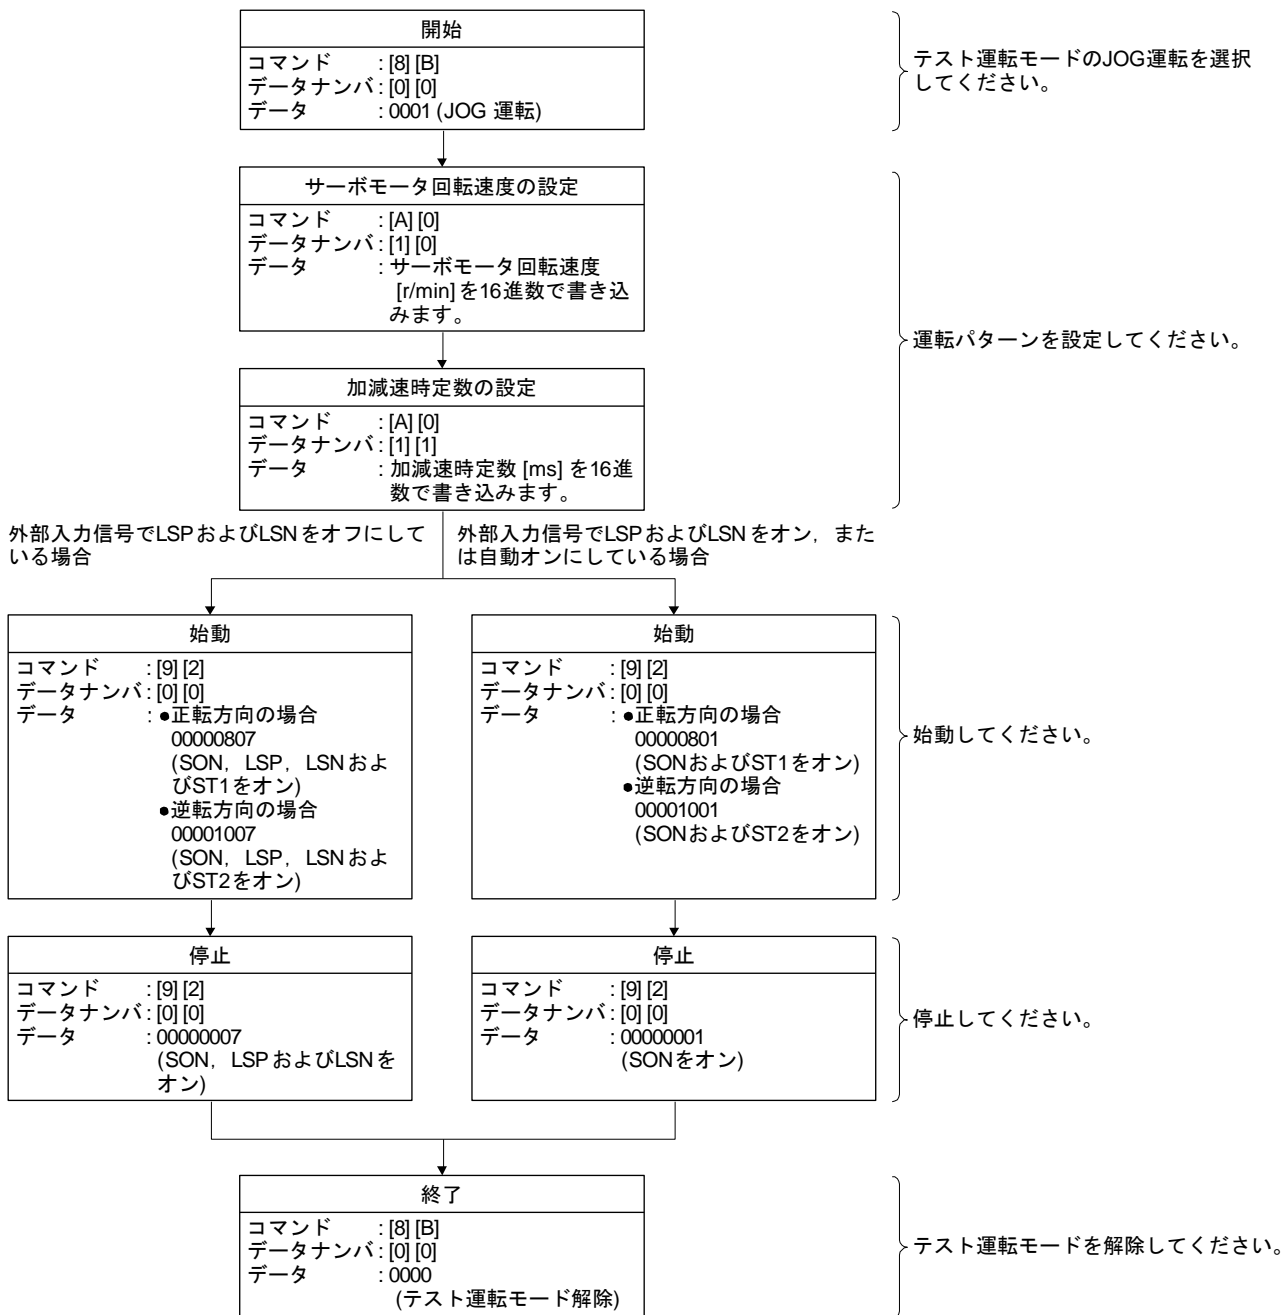 開始
コマンド : [8] [B]
データナンバ : [0] [0]
データ : 0001 (JOG 運転)
テスト運転モードのJOG運転を選択
してください。
サーボモータ回転速度の設定
コマンド : [A] [0]
データナンバ : [1] [0]
データ : サーボモータ回転速度
[r/min] を16進数で書き込
みます。
加減速時定数の設定
コマンド : [A] [0]
データナンバ : [1] [1]
データ : 加減速時定数 [ms] を16進
数で書き込みます。
運転パターンを設定してください。
外部入力信号でLSPおよびLSNをオフにして
いる場合
外部入力信号でLSPおよびLSNをオン，また
は自動オンにしている場合
始動
コマンド : [9] [2]
データナンバ : [0] [0]
データ : ●正転方向の場合
00000807
(SON，LSP，LSNおよ
びST1をオン)
●逆転方向の場合
00001007
(SON，LSP，LSNおよ
びST2をオン)
始動
コマンド : [9] [2]
データナンバ : [0] [0]
データ : ●正転方向の場合
00000801
(SONおよびST1をオン)
●逆転方向の場合
00001001
(SONおよびST2をオン)
始動してください。
停止
コマンド : [9] [2]
データナンバ : [0] [0]
データ : 00000007
(SON，LSPおよびLSNを
オン)
停止
コマンド : [9] [2]
データナンバ : [0] [0]
データ : 00000001
(SONをオン)
停止してください。
終了
コマンド : [8] [B]
データナンバ : [0] [0]
データ : 0000
(テスト運転モード解除)
テスト運転モードを解除してください。